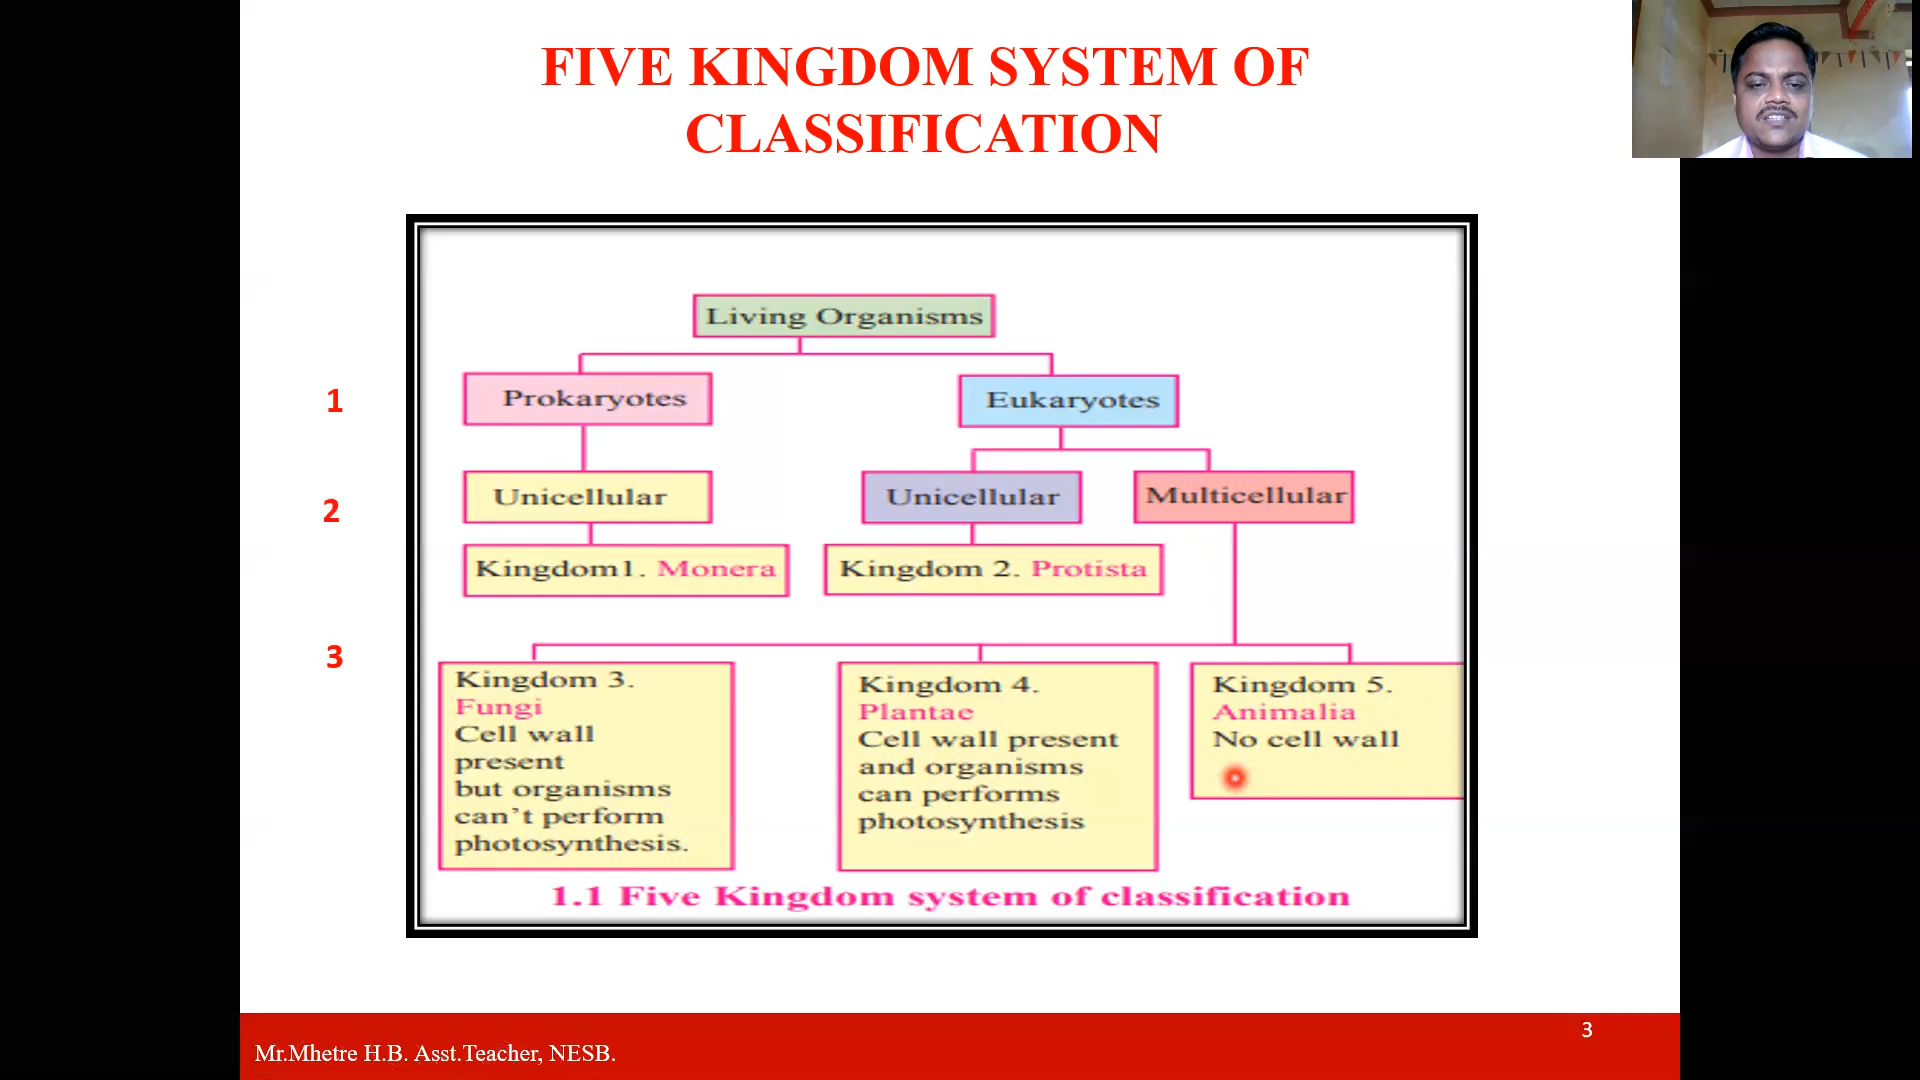 FIVE KINGDOM SYSTEM OF
CLASSIFICATION
Living Organisms
1
Prokaryotes
Eukaryotes
2
Unicellular
Unicellular
Multicellular
Kingdom1. Monera
Kingdom 2. Protista
3
Kingdom 3.
Fungi
Cell wall
present
but organisms
can't perform
photosynthesis.
Kingdom 4.
Plantae
Cell wall present
and organisms
can performs
photosynthesis
Kingdom 5.
Animalia
No cell wall
1.1 Five Kingdom system of classification
3
Mr.Mhetre H.B. Asst.Teacher, NESB.